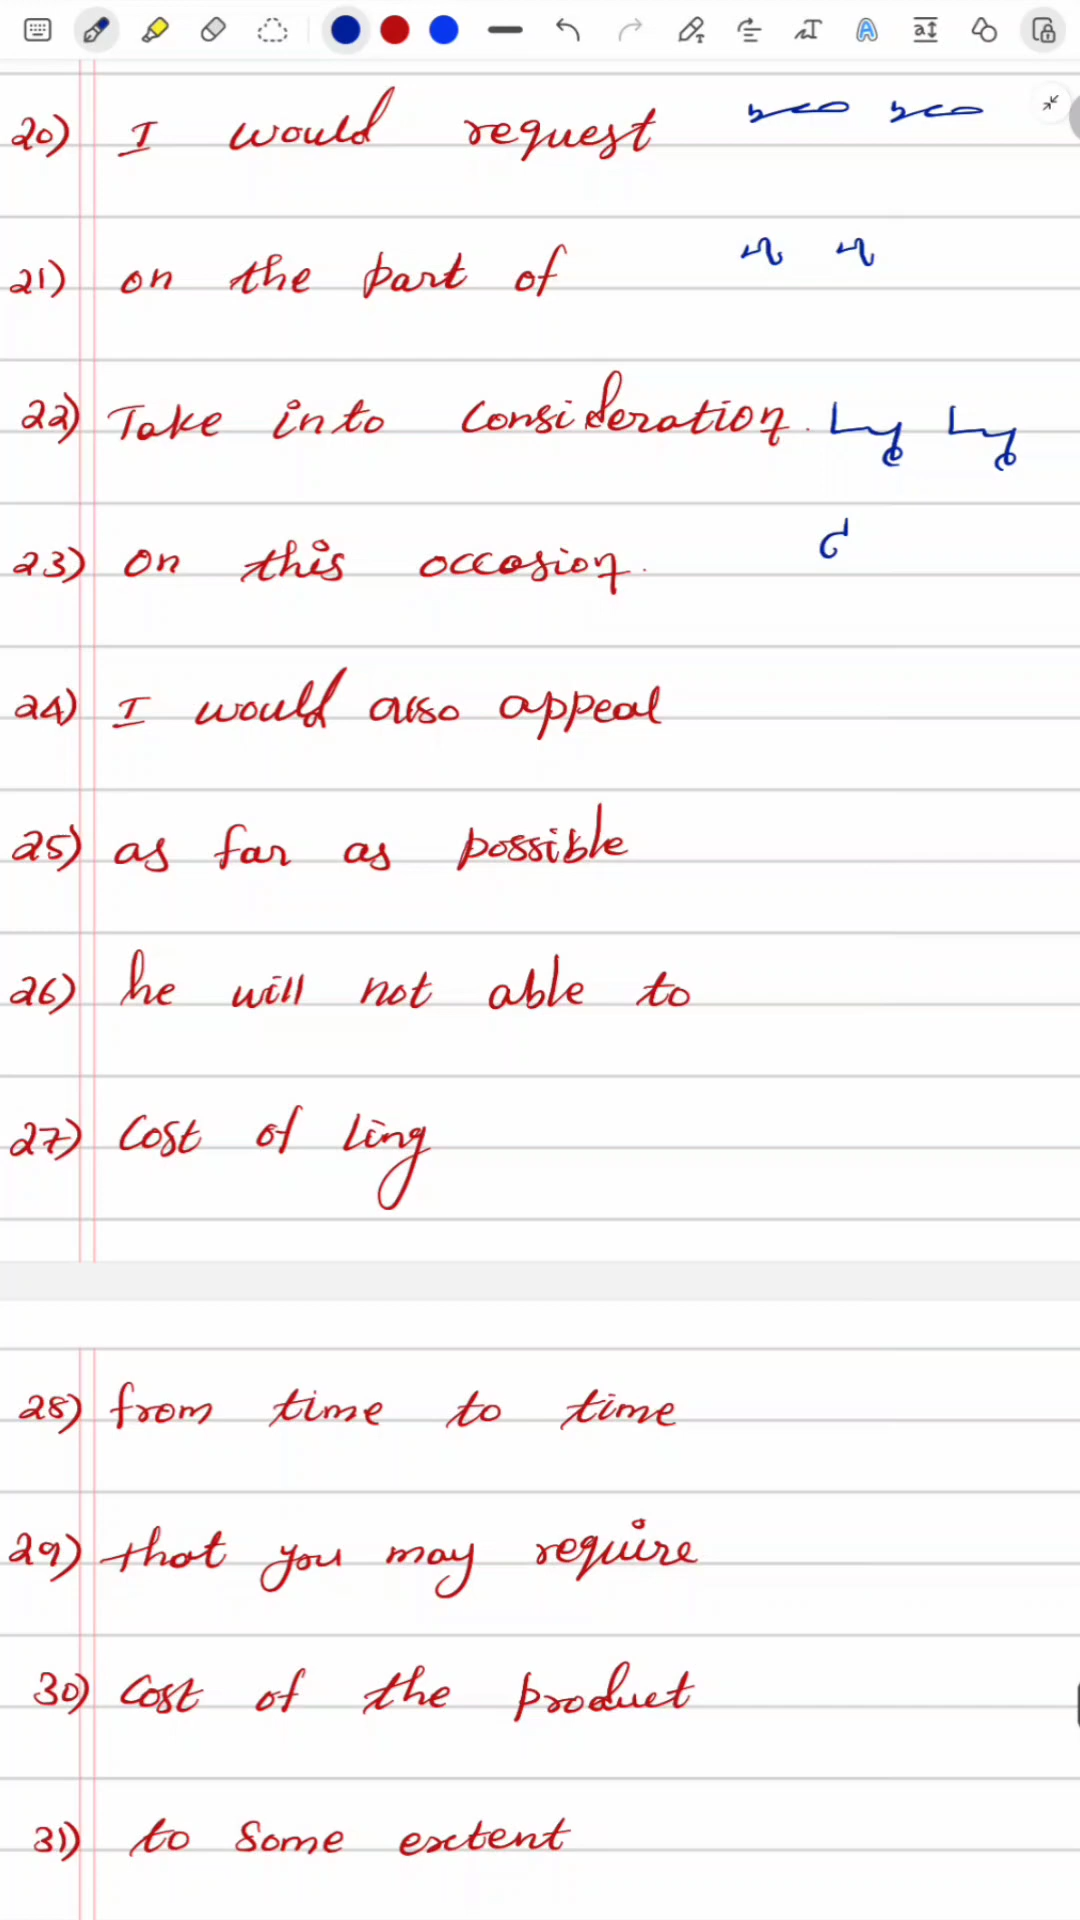 20) I would request
21) on the part of
22) Take into consideration.
23) on this occasion.
24) I would also appeal
25) as far as possible
26) he will not able to
27) Cost of ling
28) from time to time
29) that you may require
30) Cost of the product
31) to some extent